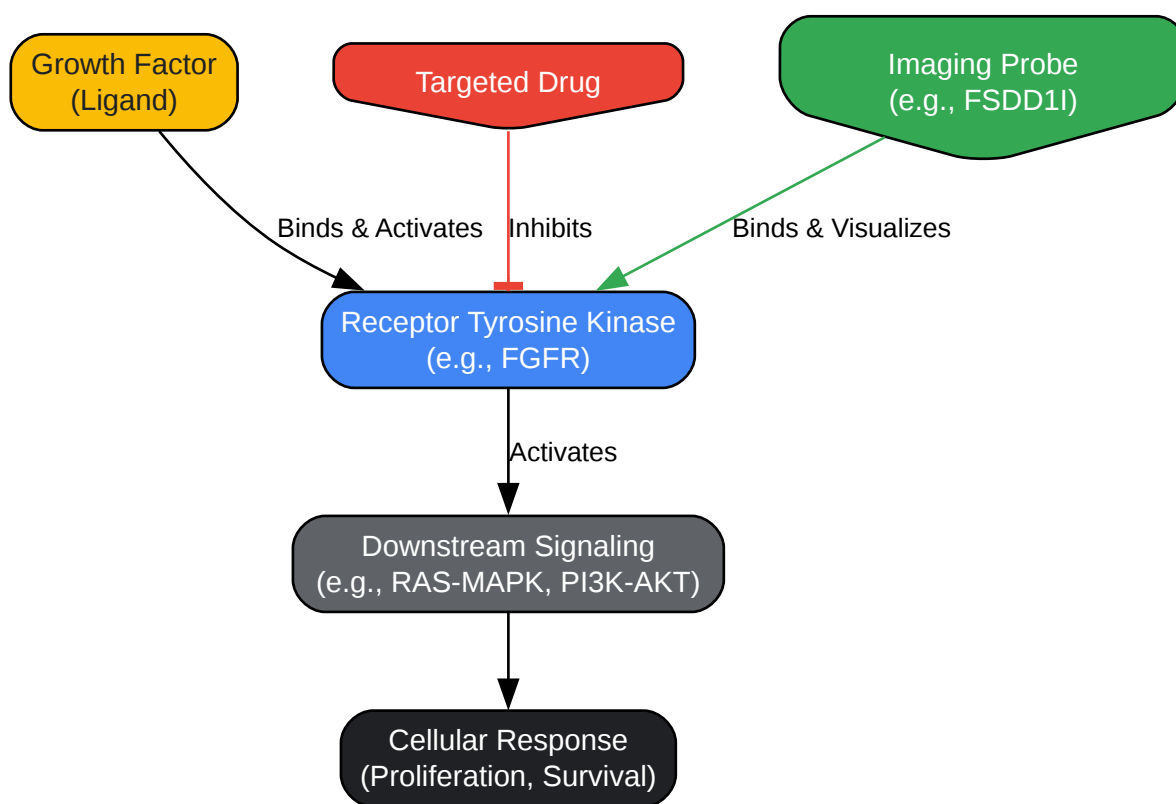 Growth Factor
(Ligand)
Targeted Drug
Imaging Probe
(e.g., FSDD1I)
Binds & Activates
Inhibits
Binds & Visualizes
Receptor Tyrosine Kinase
(e.g., FGFR)
Activates
Downstream Signaling
(e.g., RAS-MAPK, PI3K-AKT)
Cellular Response
(Proliferation, Survival)